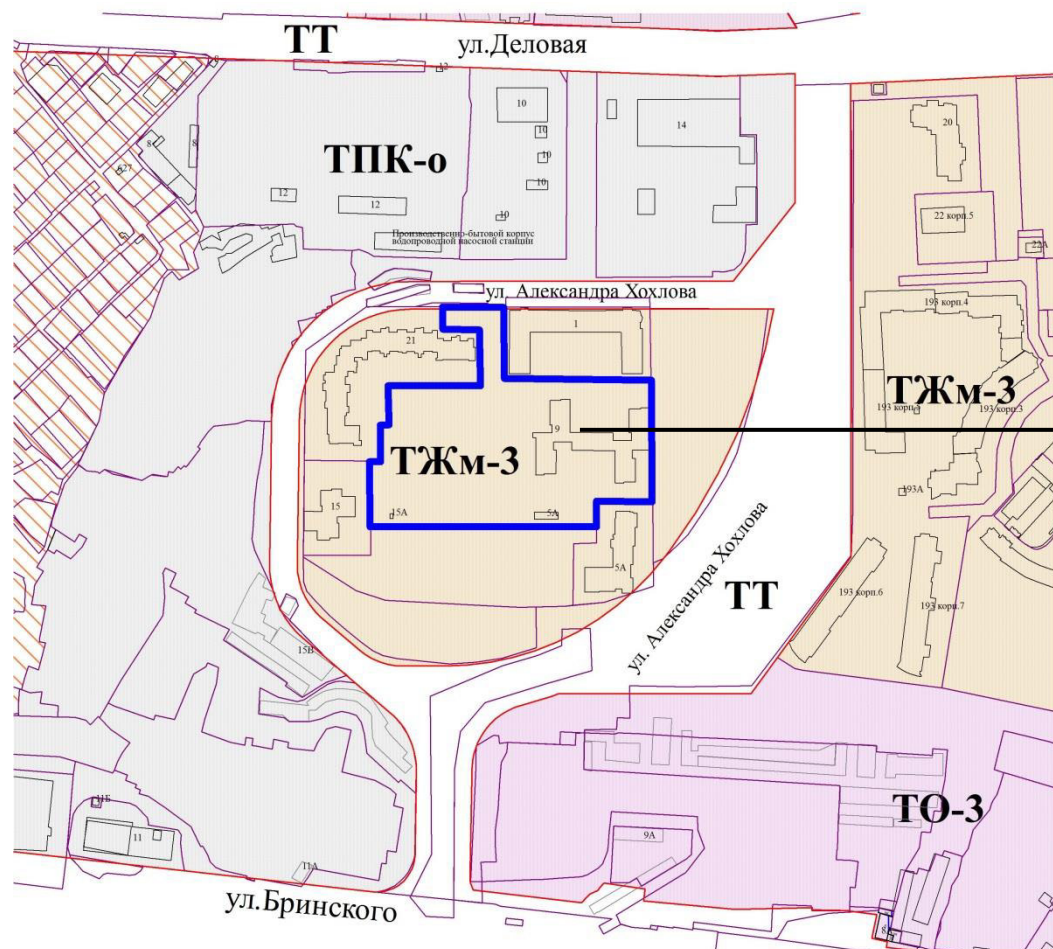 ТТ
ул.Деловая
12
10
14
20
8
8
10
ТПК-о
627
10
12
10
12
10
22 корп.5
Производственно-бытовой корпус
водопроводной насосной станции
22А
ул. Александра Хохлова
193 корп.4
21
1
ТЖм-3
193 корп.3
19
ТЖм-3
193А
15
15А
5А
ул. Александра Хохлова
5А
ТТ
193 корп.6
193 корп.7
15В
ТО-3
11Б
11
9А
11А
ул.Бринского